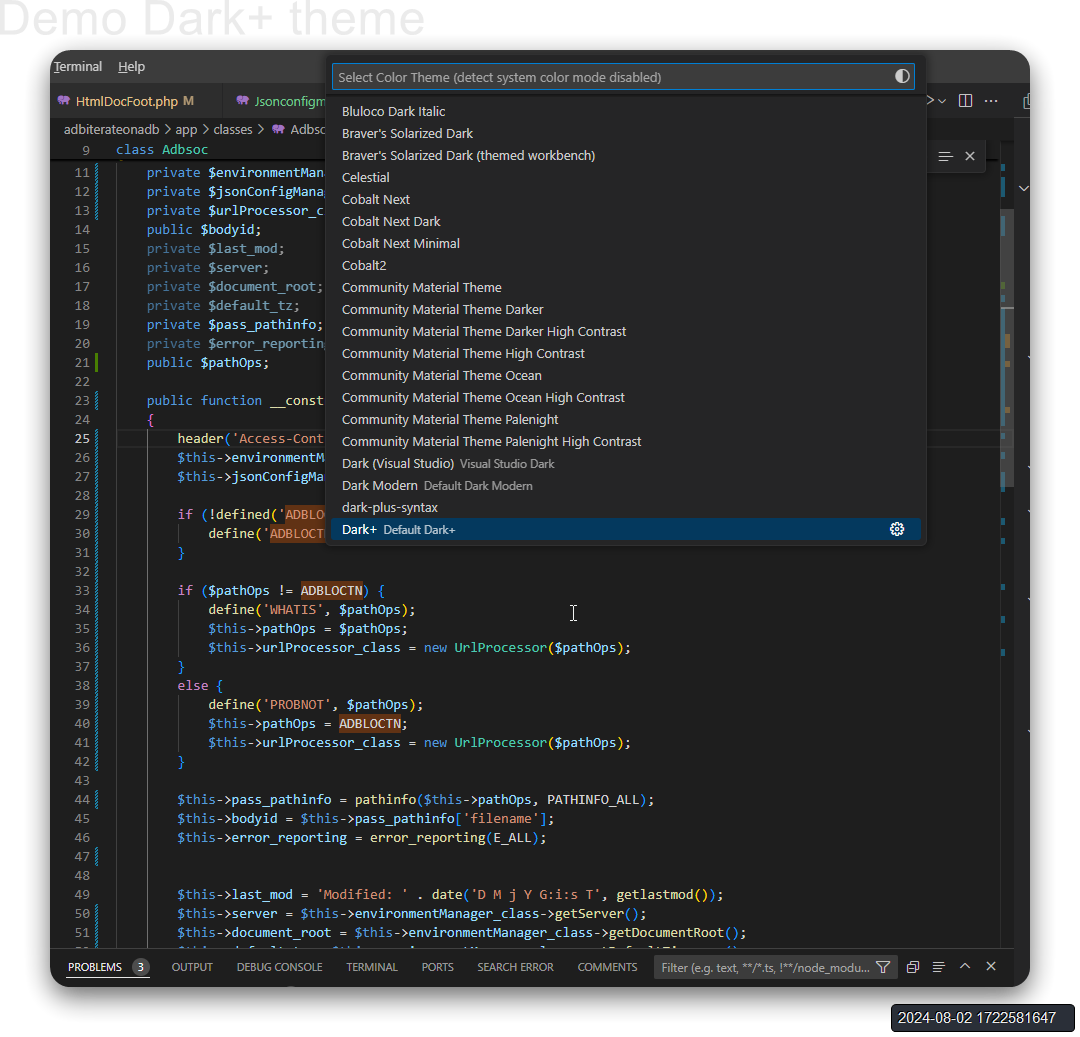 Demo Dark+ theme
Terminal Help
Select Color Theme (detect system color mode disabled)
HtmlDocFoot.php M
Jsonconfigm
adbiterateonadb > app > classes > Adbsc
9 class Adbsoc
Bluloco Dark Italic
Braver's Solarized Dark
Braver's Solarized Dark (themed workbench)
Celestial
Cobalt Next
Cobalt Next Dark
Cobalt Next Minimal
Cobalt2
Community Material Theme
Community Material Theme Darker
Community Material Theme Darker High Contrast
Community Material Theme High Contrast
Community Material Theme Ocean
Community Material Theme Ocean High Contrast
Community Material Theme Palenight
Community Material Theme Palenight High Contrast
Dark (Visual Studio) Visual Studio Dark
Dark Modern Default Dark Modern
dark-plus-syntax
Dark+ Default Dark+
11 private $environmentMan
12 private $jsonConfigMana
13 private $urlProcessor_c
14 public $bodyid;
15 private $last_mod;
16 private $server;
17 private $document_root;
18 private $default_tz;
19 private $pass_pathinfo;
20 private $error_reporting
21 public $pathOps;
22
23 public function __const
24 {
25 header('Access-Cont
26 $this->environmentM
27 $this->jsonConfigMa
28
29 if (!defined('ADBLO
30 define('ADBLOCT
31 }
32
33 if ($pathOps != ADBLOCTN) {
34 define('WHATIS', $pathOps);
35 $this->pathOps = $pathOps;
36 $this->urlProcessor_class = new UrlProcessor($pathOps);
37 }
38 else {
39 define('PROBNOT', $pathOps);
40 $this->pathOps = ADBLOCTN;
41 $this->urlProcessor_class = new UrlProcessor($pathOps);
42 }
43
44 $this->pass_pathinfo = pathinfo($this->pathOps, PATHINFO_ALL);
45 $this->bodyid = $this->pass_pathinfo['filename'];
46 $this->error_reporting = error_reporting(E_ALL);
47
48
49 $this->last_mod = 'Modified: ' . date('D M j Y G:i:s T', getlastmod());
50 $this->server = $this->environmentManager_class->getServer();
51 $this->document_root = $this->environmentManager_class->getDocumentRoot();
PROBLEMS 3 OUTPUT DEBUG CONSOLE TERMINAL PORTS SEARCH ERROR COMMENTS Filter (e.g. text, **/*.ts, !**/node_modu...
2024-08-02 1722581647